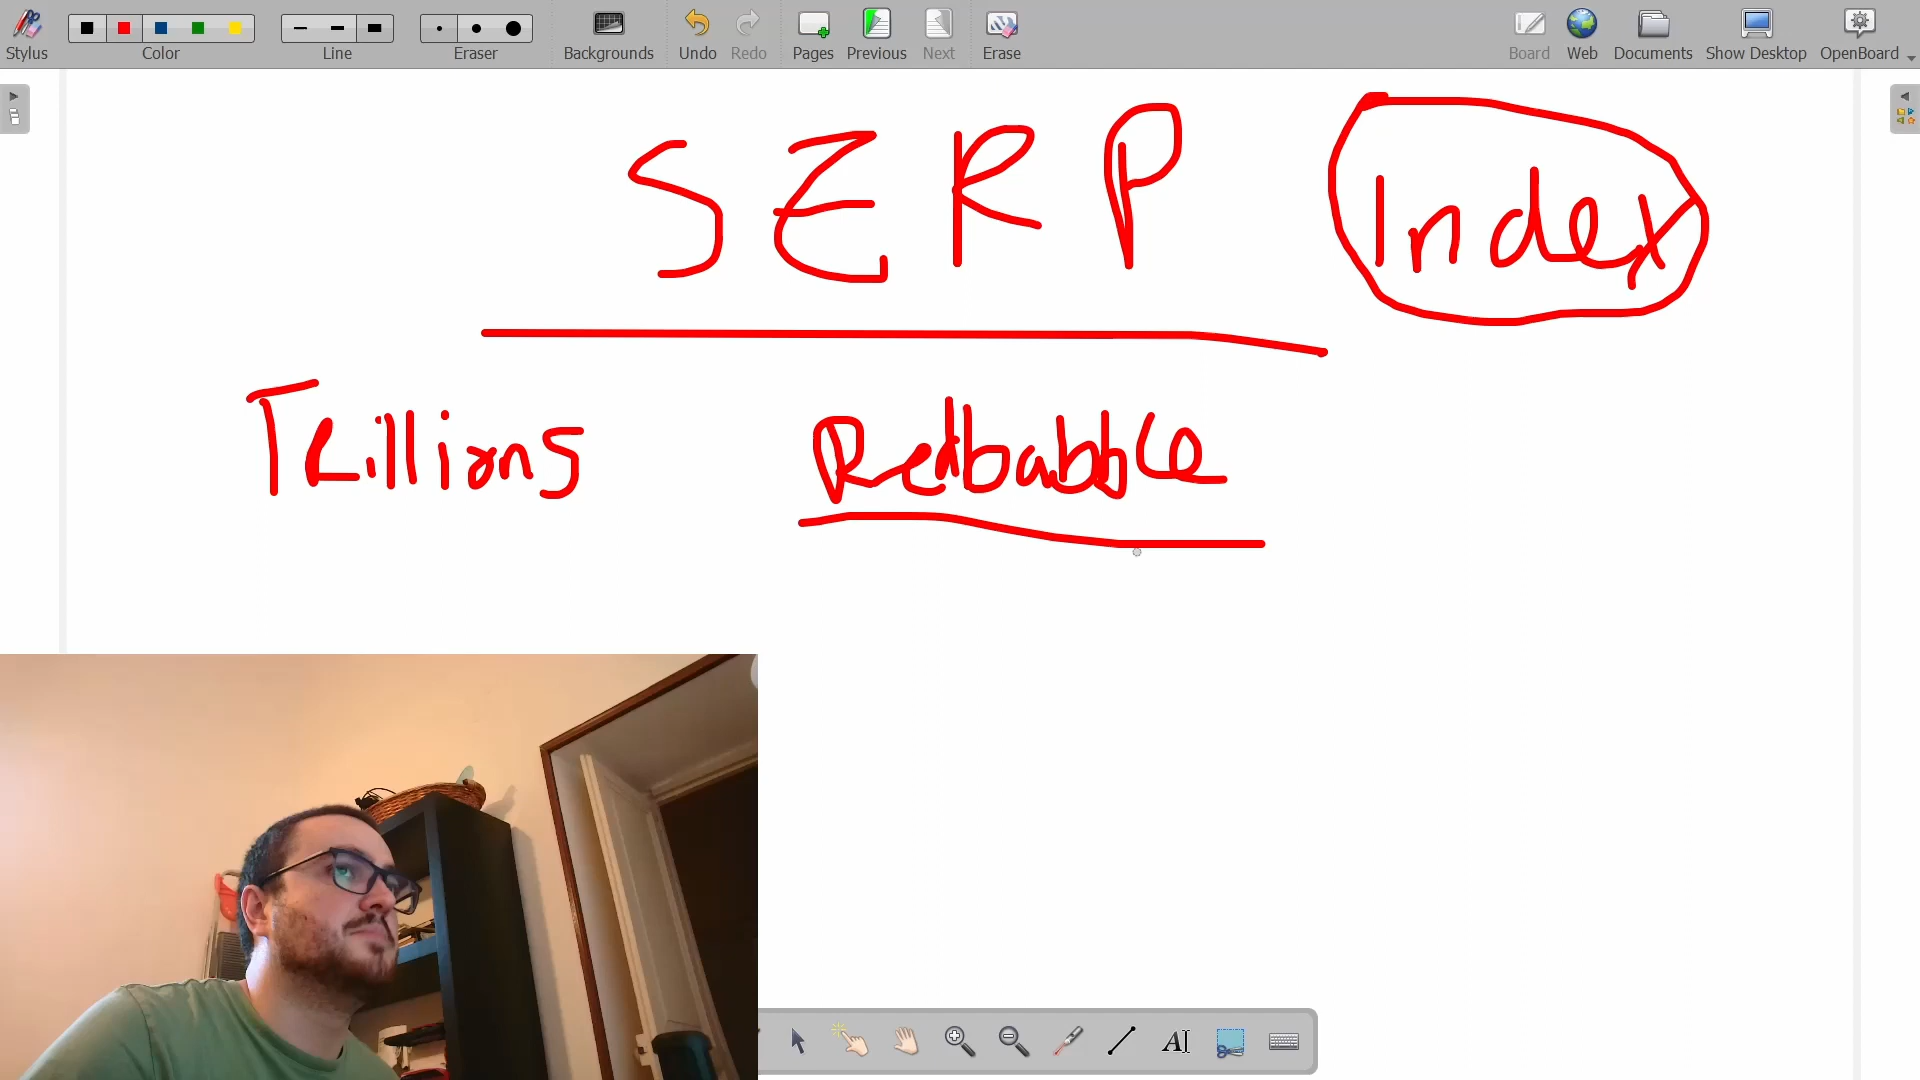 Stylus Color Line Eraser Backgrounds Undo Redo Pages Previous Next Erase Board Web Documents Show Desktop OpenBoard
SERP Index
Trillions Redbabble